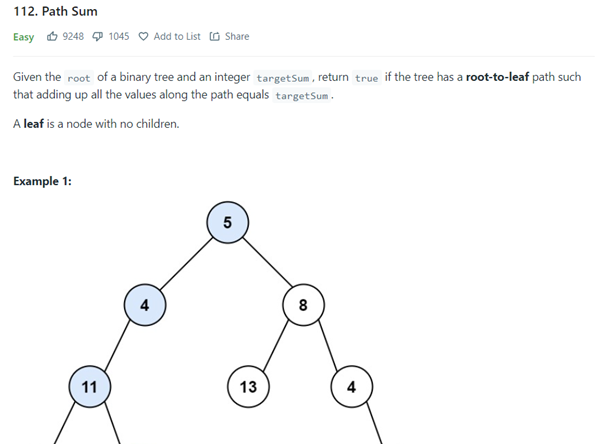 112. Path Sum
Easy 9248 1045 Add to List Share
Given the root of a binary tree and an integer targetSum, return true if the tree has a root-to-leaf path such
that adding up all the values along the path equals targetSum.
A leaf is a node with no children.
Example 1:
5
4 8
11 13 4